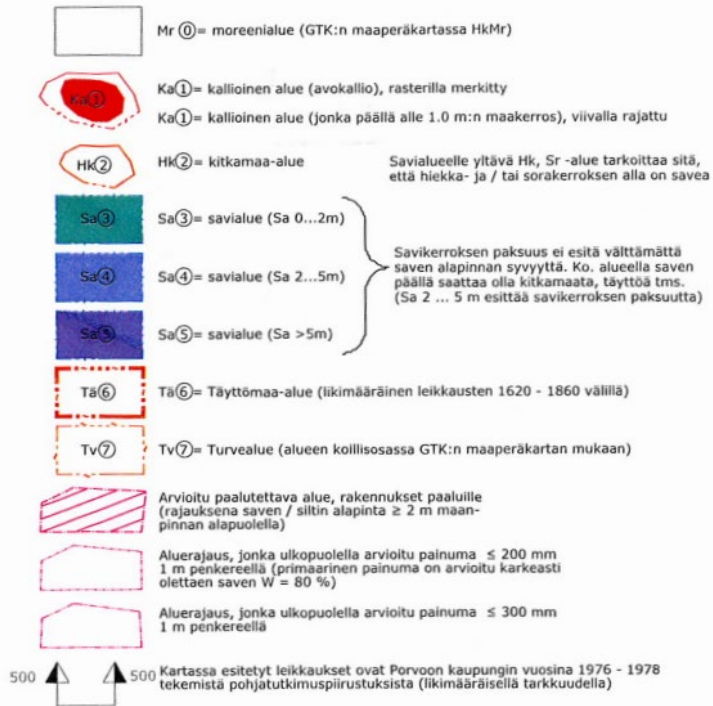 Mr⓪= moreenialue (GTK:n maaperäkartassa HkMr)
Ka① Ka①= kallioinen alue (avokallio), rasterilla merkitty
Ka①= kallioinen alue (jonka päällä alle 1.0 m:n maakerros), viivalla rajattu
Hk② Hk②= kitkamaa-alue
Savialueelle yltävä Hk, Sr -alue tarkoittaa sitä,
että hiekka- ja / tai sorakerroksen alla on savea
Sa③ Sa③= savialue (Sa 0...2m)
Sa④ Sa④= savialue (Sa 2...5m)
Sa⑤ Sa⑤= savialue (Sa >5m)
Savikerroksen paksuus ei esitä välttämättä
saven alapinnan syvyyttä. Ko. alueella saven
päällä saattaa olla kitkamaata, täyttöä tms.
(Sa 2 ... 5 m esittää savikerroksen paksuutta)
Tä⑥ Tä⑥= Täyttömaa-alue (likimääräinen leikkausten 1620 - 1860 välillä)
Tv⑦ Tv⑦= Turvealue (alueen koillisosassa GTK:n maaperäkartan mukaan)
Arvioitu paalutettava alue, rakennukset paaluille
(rajauksena saven / siltin alapinta ≥ 2 m maan-
pinnan alapuolella)
Aluerajaus, jonka ulkopuolella arvioitu painuma ≤ 200 mm
1 m penkereellä (primaarinen painuma on arvioitu karkeasti
olettaen saven W = 80 %)
Aluerajaus, jonka ulkopuolella arvioitu painuma ≤ 300 mm
1 m penkereellä
500 500 Kartassa esitetyt leikkaukset ovat Porvoon kaupungin vuosina 1976 - 1978
tekemistä pohjatutkimuspiirustuksista (likimääräisellä tarkkuudella)